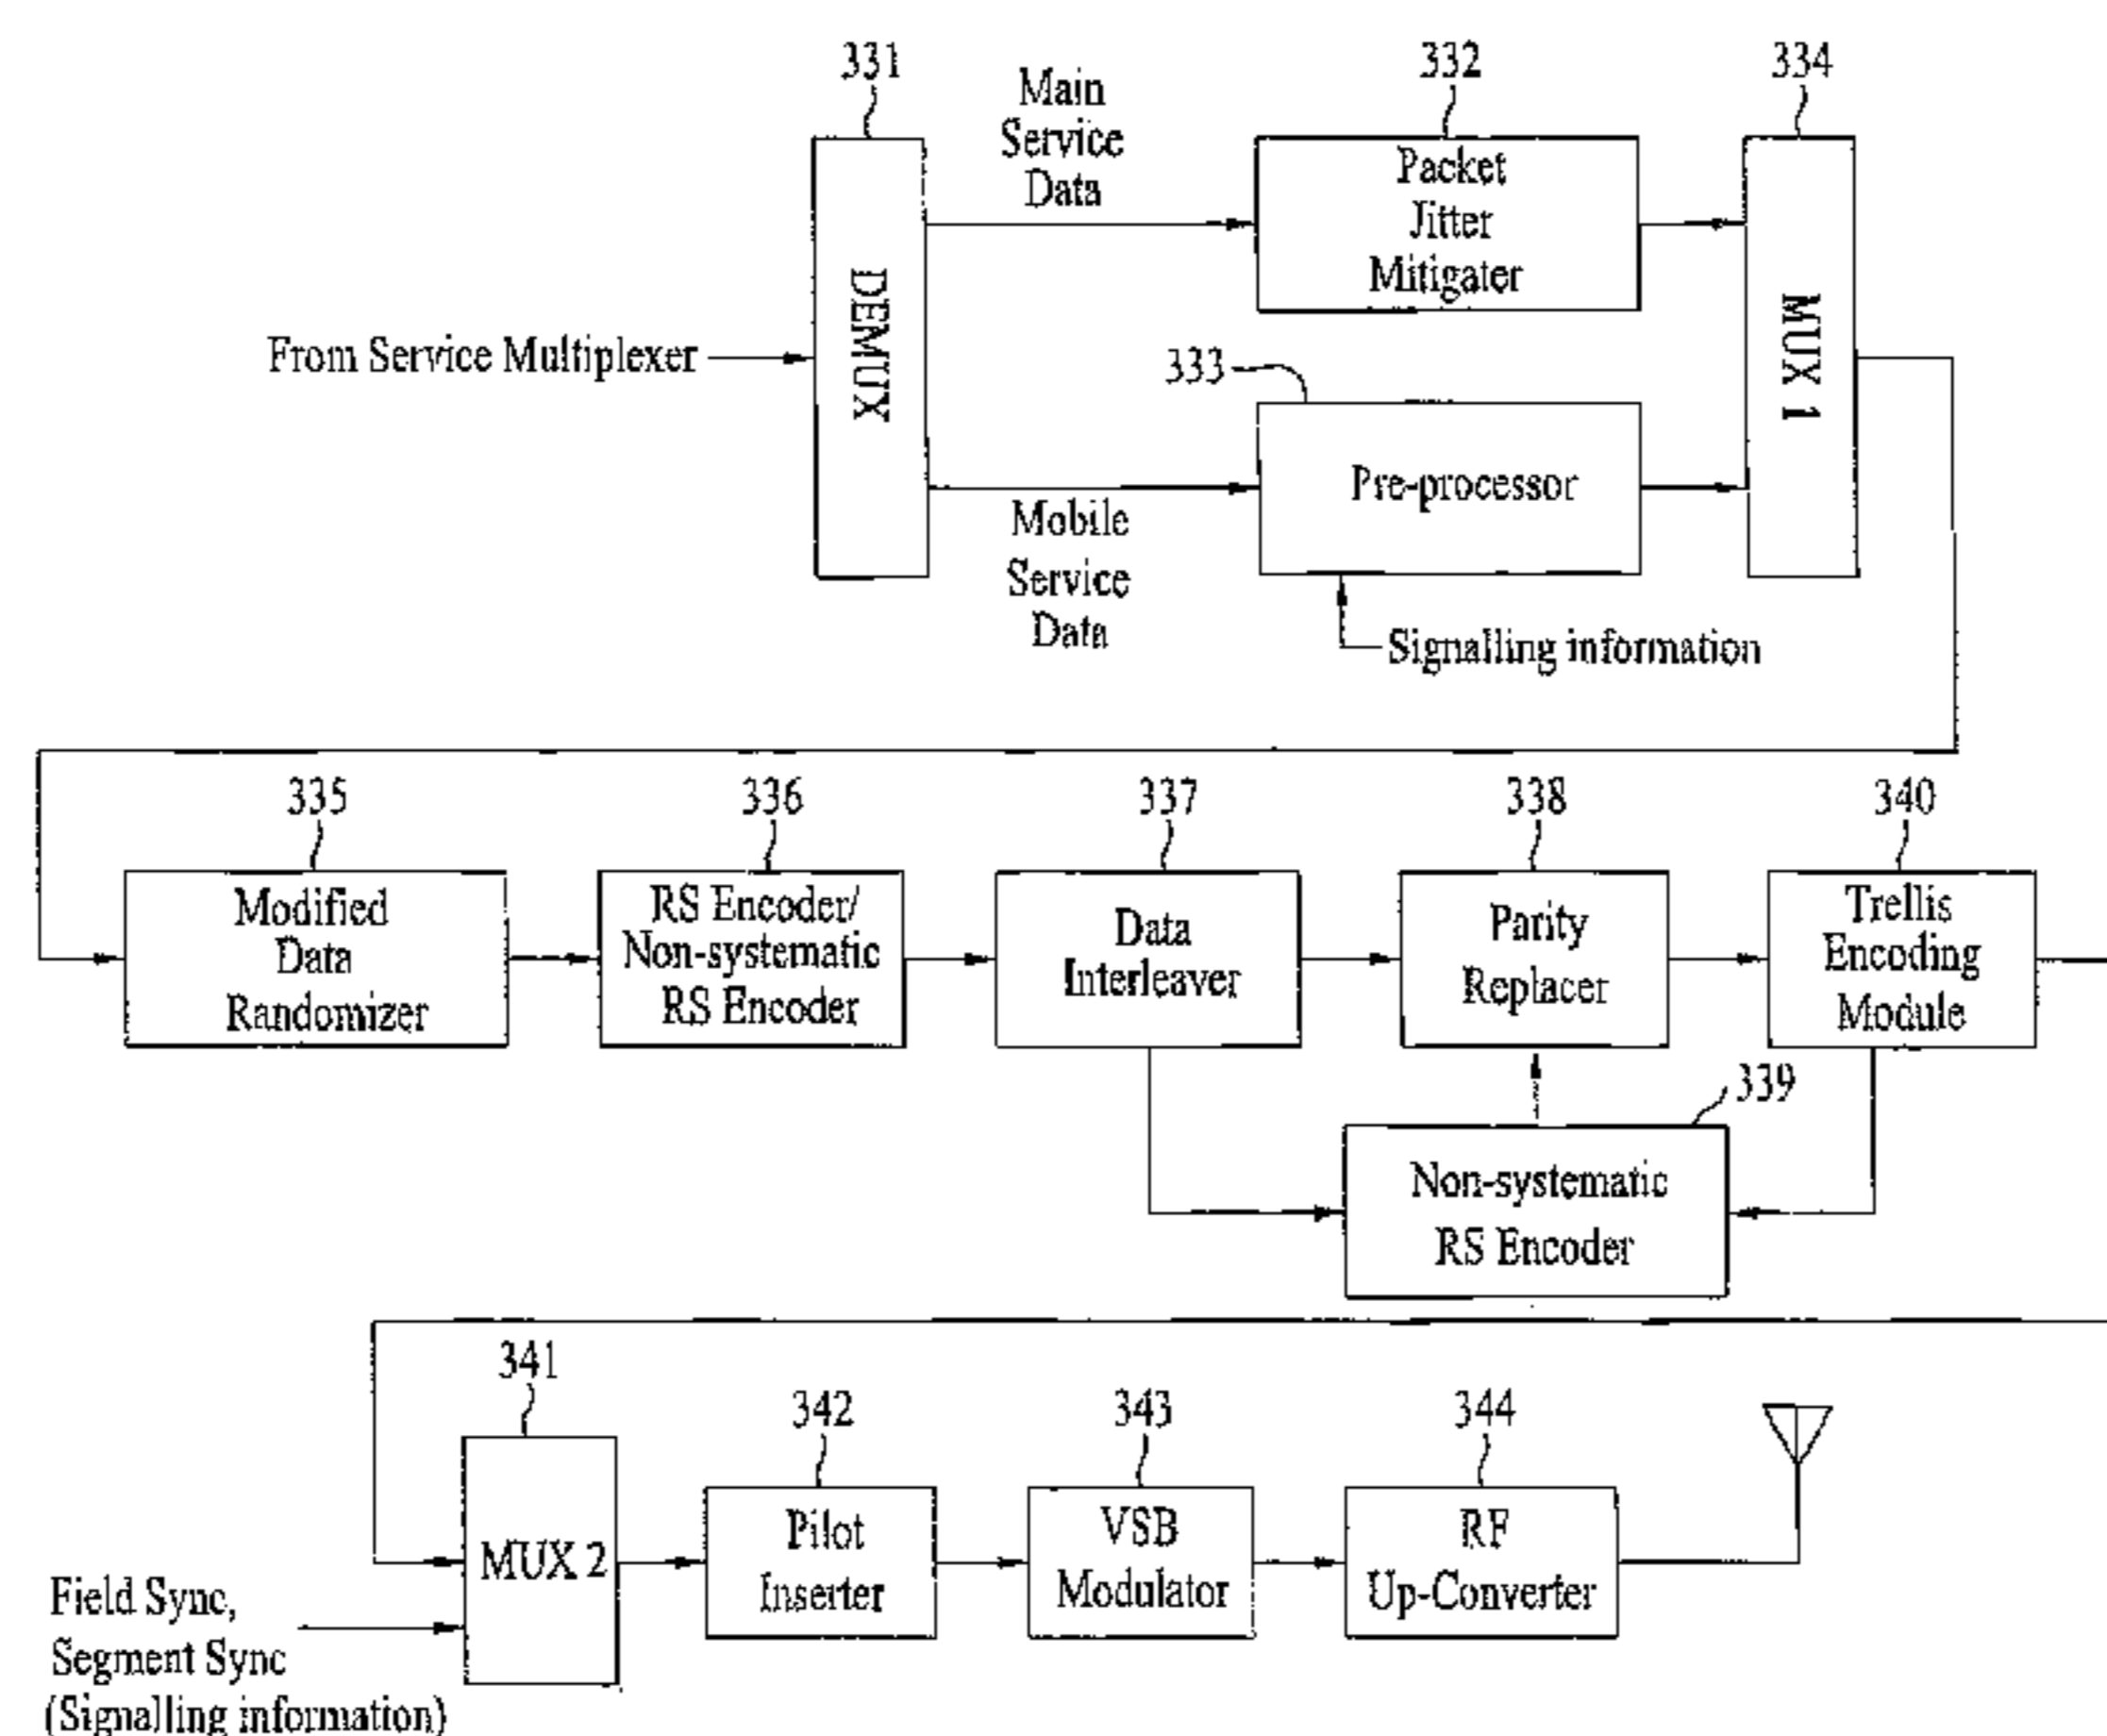 331
Main
Service
Data
332
334
DEMUX
Packet
Jitter
Mitigater
MUX 1
From Service Multiplexer
333
Pre-processor
Mobile
Service
Data
Signalling information
335
336
337
338
340
Modified
Data
Randomizer
RS Encoder/
Non-systematic
RS Encoder
Data
Interleaver
Parity
Replacer
Trellis
Encoding
Module
339
Non-systematic
RS Encoder
341
342
343
344
MUX 2
Pilot
Inserter
VSB
Modulator
RF
Up-Converter
Field Sync,
Segment Sync
(Signalling information)